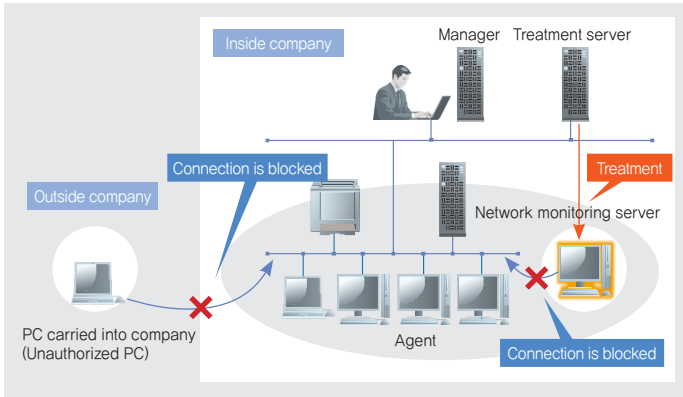 Inside company
Manager
Treatment server
Connection is blocked
Treatment
Outside company
Network monitoring server
PC carried into company
(Unauthorized PC)
Agent
Connection is blocked